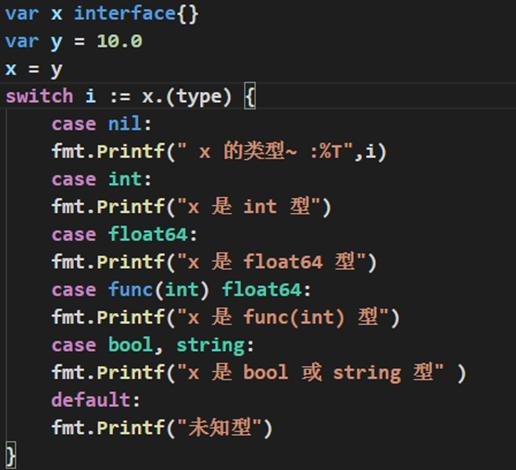 var x interface{}
var y = 10.0
x = y
switch i := x.(type) {
    case nil:
    fmt.Printf(" x 的类型~ :%T",i)
    case int:
    fmt.Printf("x 是 int 型")
    case float64:
    fmt.Printf("x 是 float64 型")
    case func(int) float64:
    fmt.Printf("x 是 func(int) 型")
    case bool, string:
    fmt.Printf("x 是 bool 或 string 型" )
    default:
    fmt.Printf("未知型")
}